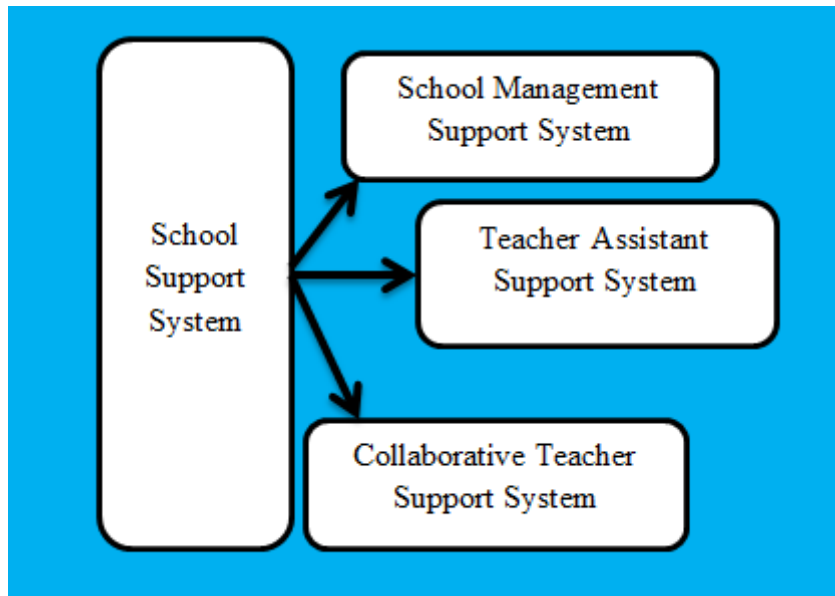 School
Support
System
School Management
Support System
Teacher Assistant
Support System
Collaborative Teacher
Support System